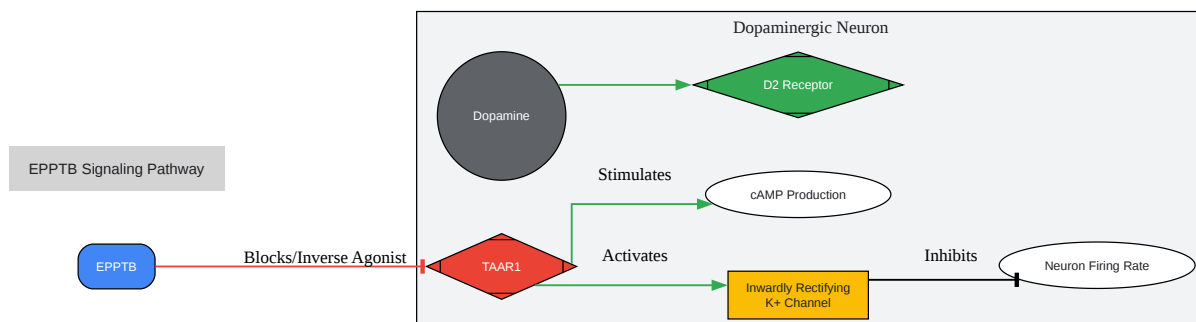 Dopaminergic Neuron
D2 Receptor
Dopamine
EPPTB Signaling Pathway
Stimulates
cAMP Production
EPPTB
Blocks/Inverse Agonist
TAAR1
Activates
Inwardly Rectifying
K+ Channel
Inhibits
Neuron Firing Rate